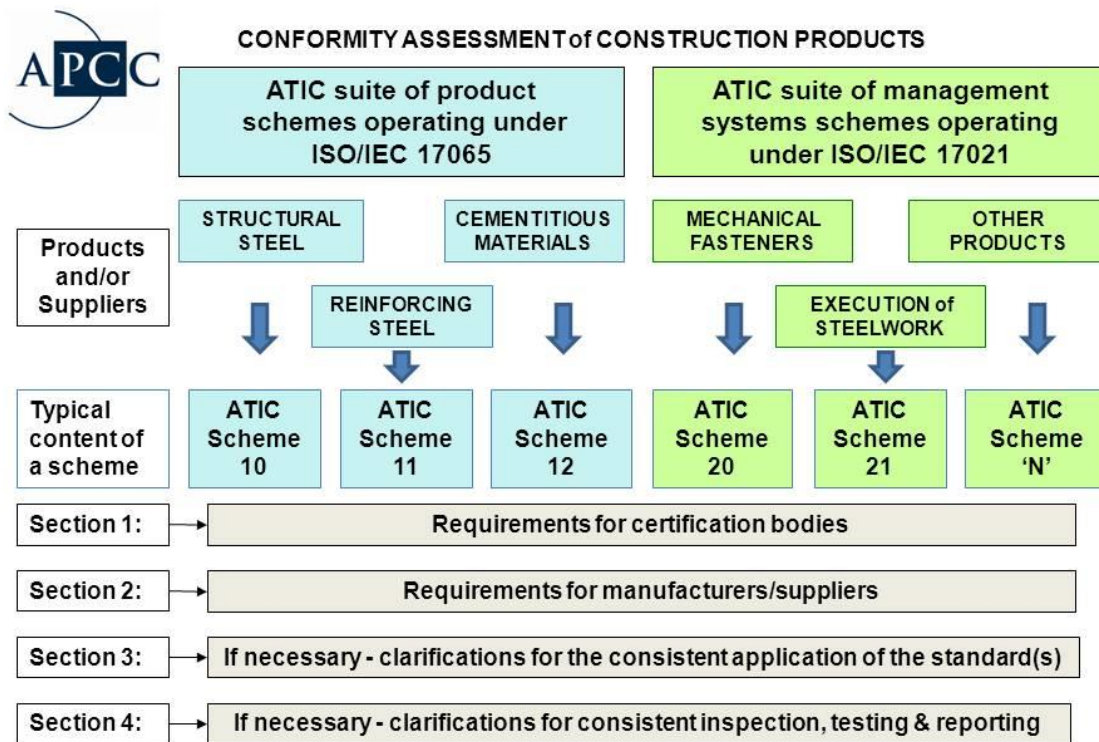 APCC
CONFORMITY ASSESSMENT of CONSTRUCTION PRODUCTS
ATIC suite of product
schemes operating under
ISO/IEC 17065
ATIC suite of management
systems schemes operating
under ISO/IEC 17021
Products
and/or
Suppliers
STRUCTURAL
STEEL
CEMENTITIOUS
MATERIALS
MECHANICAL
FASTENERS
OTHER
PRODUCTS
REINFORCING
STEEL
EXECUTION of
STEELWORK
Typical
content of
a scheme
ATIC
Scheme
10
ATIC
Scheme
11
ATIC
Scheme
12
ATIC
Scheme
20
ATIC
Scheme
21
ATIC
Scheme
‘N’
Section 1:
Requirements for certification bodies
Section 2:
Requirements for manufacturers/suppliers
Section 3:
If necessary - clarifications for the consistent application of the standard(s)
Section 4:
If necessary - clarifications for consistent inspection, testing & reporting